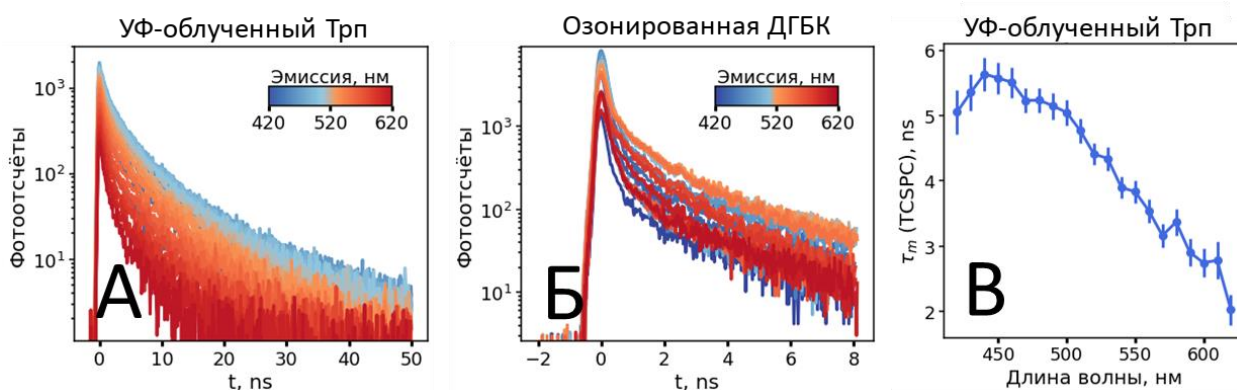 УФ-облученный Трп
Фотоотсчёты
10³
10²
10¹
Эмиссия, нм
420 520 620
А
0 10 20 30 40 50
t, ns
Озонированная ДГБК
Фотоотсчёты
10³
10²
10¹
Эмиссия, нм
420 520 620
Б
−2 0 2 4 6 8
t, ns
УФ-облученный Трп
τm (TCSPC), ns
6
5
4
3
2
В
450 500 550 600
Длина волны, нм